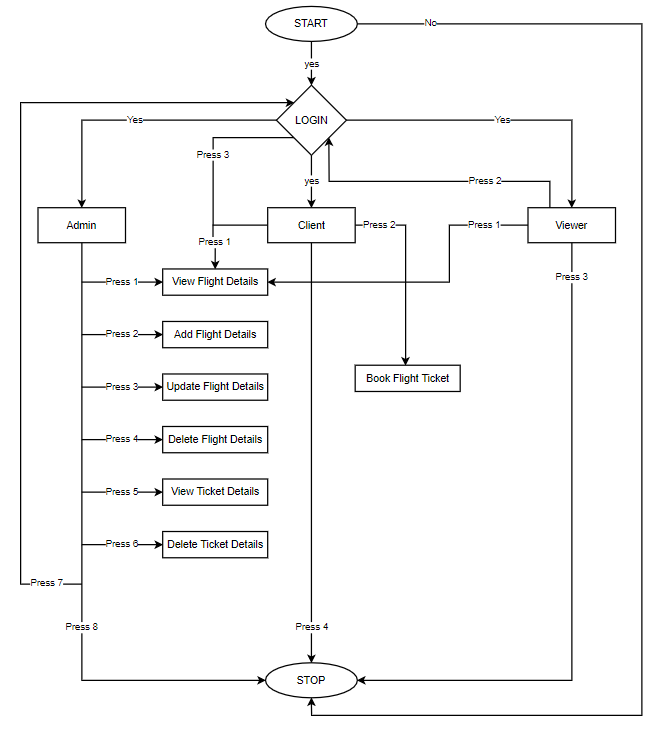 START
No
yes
LOGIN
Yes
Yes
Press 3
yes
Press 2
Admin
Client
Press 2
Press 1
Viewer
Press 1
View Flight Details
Press 1
Press 3
Press 2
Add Flight Details
Book Flight Ticket
Press 3
Update Flight Details
Press 4
Delete Flight Details
Press 5
View Ticket Details
Press 6
Delete Ticket Details
Press 7
Press 8
Press 4
STOP